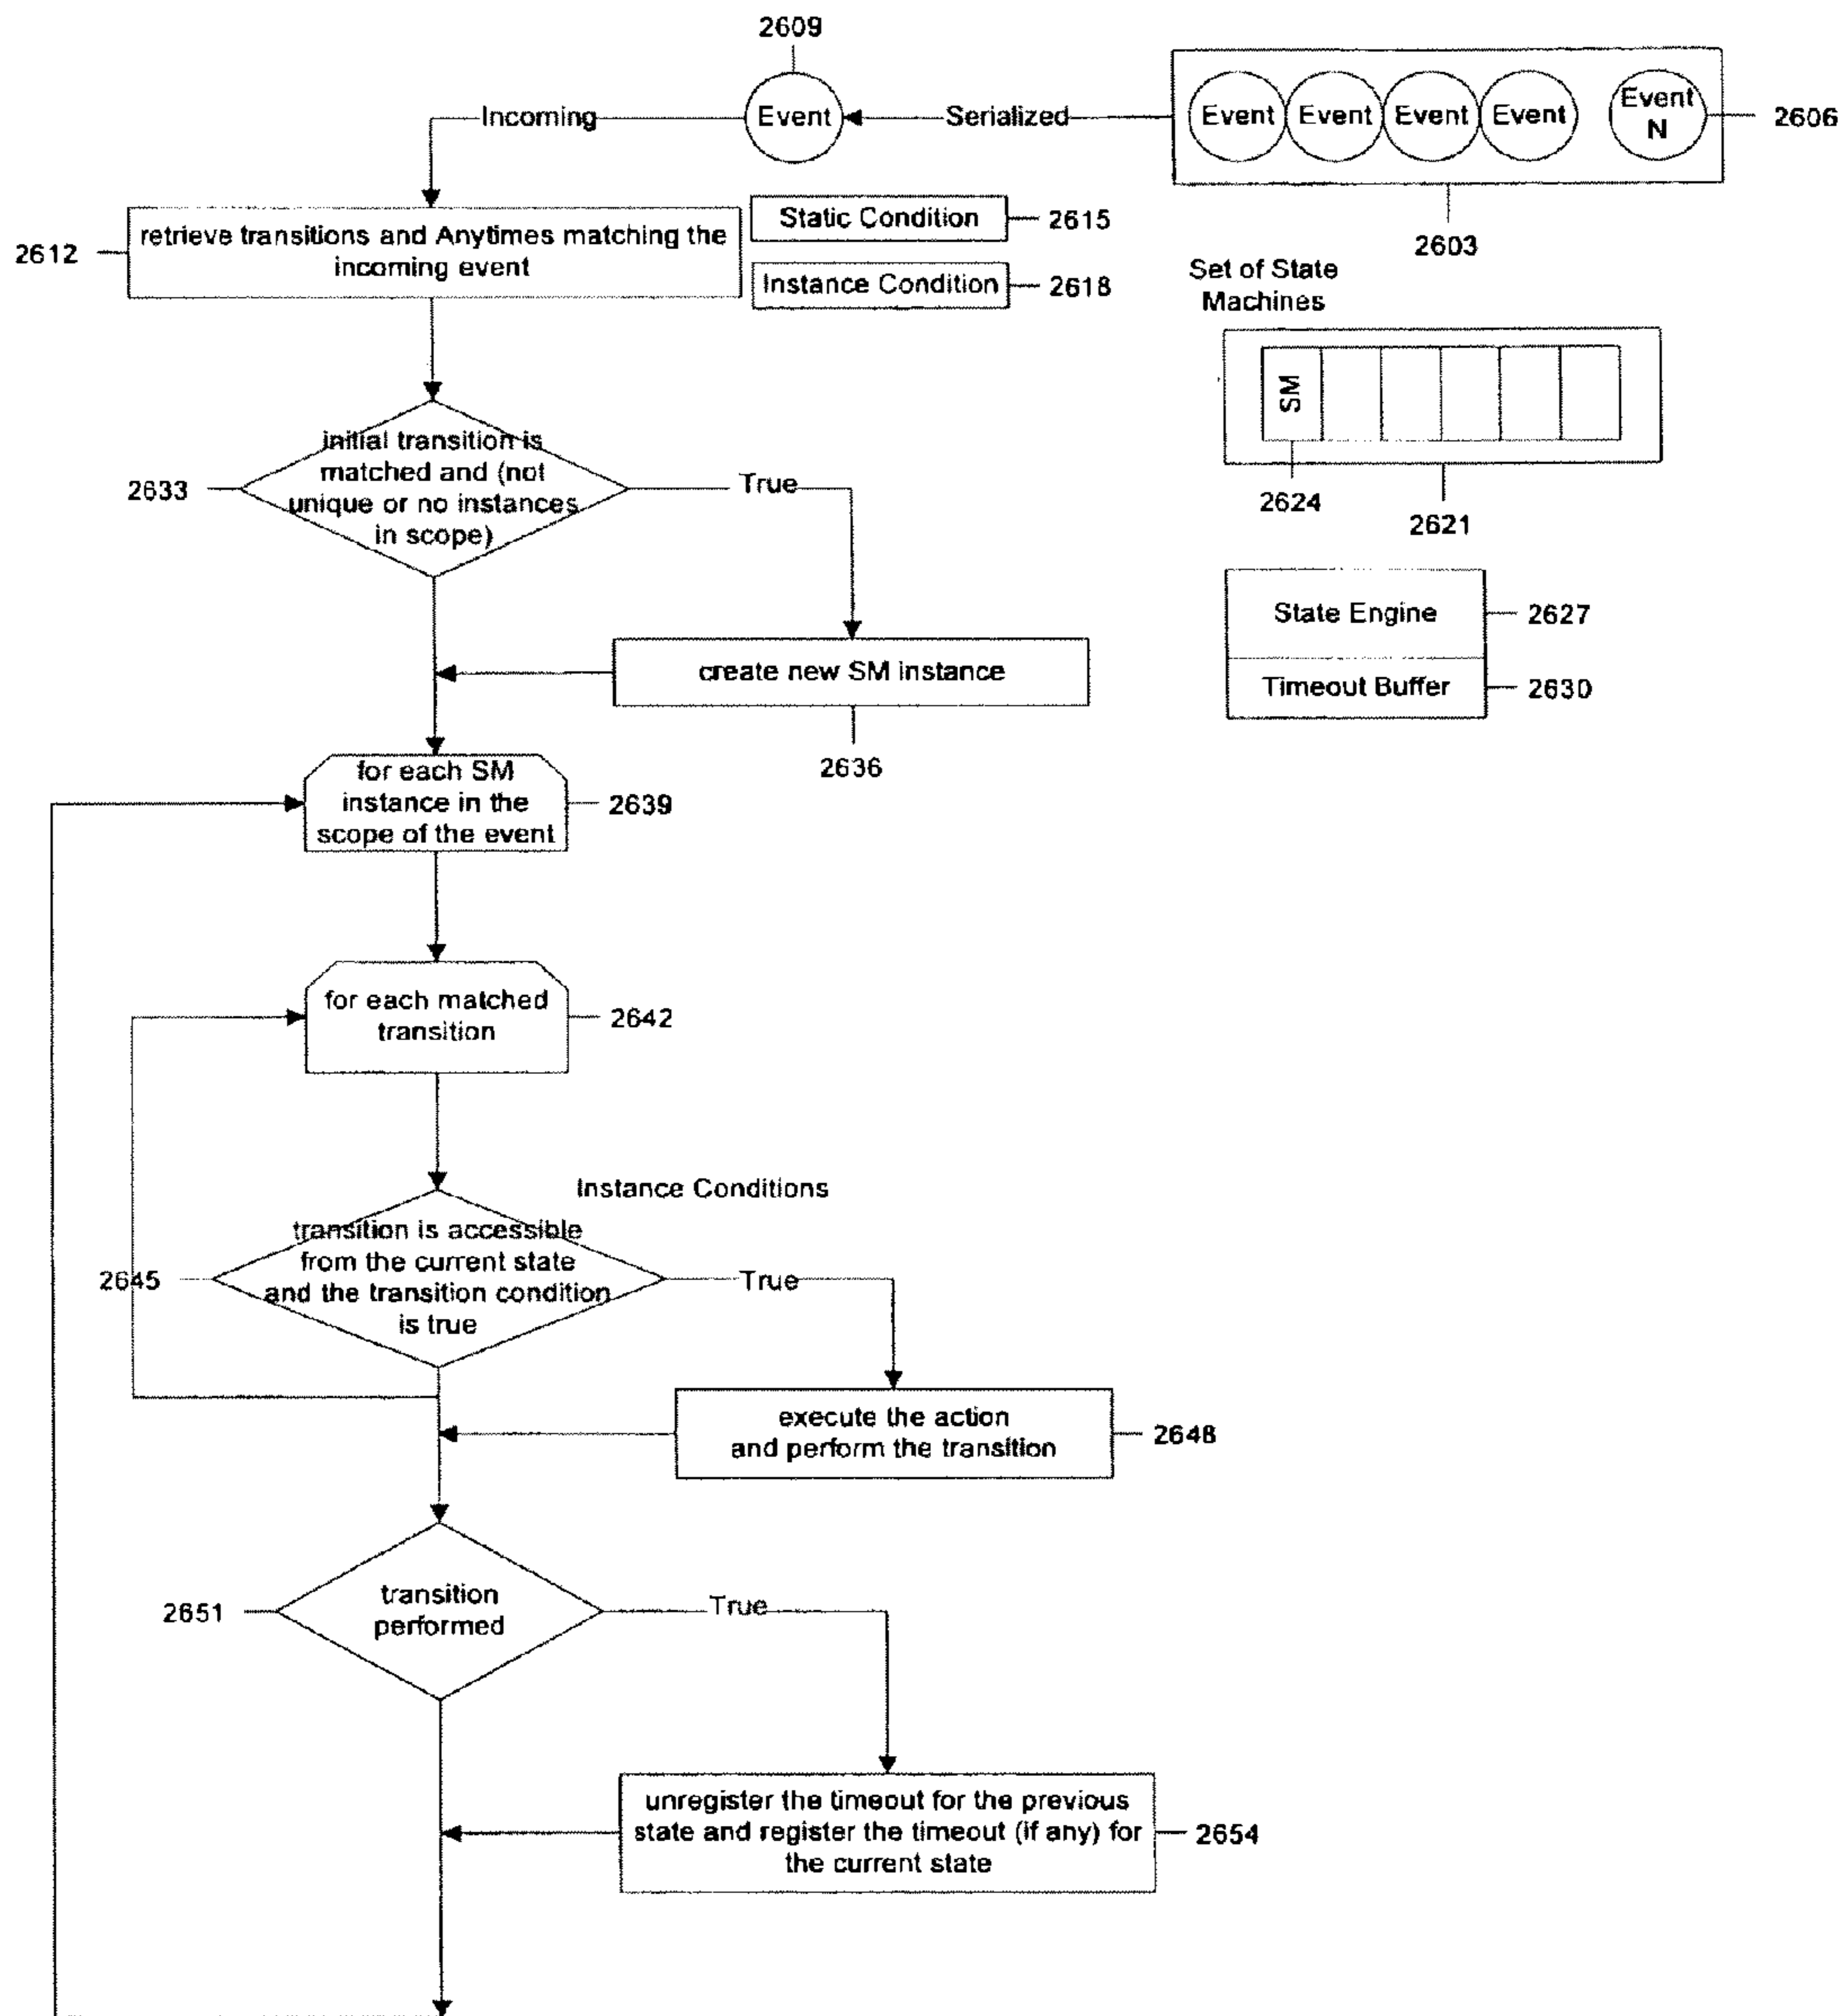 2609
Event
Serialized
Incoming
Event
Event
Event
Event
Event
N
2606
2603
2612
retrieve transitions and Anytimes matching the
incoming event
Static Condition
2615
Instance Condition
2618
Set of State
Machines
SM
2624
2621
State Engine
2627
Timeout Buffer
2630
initial transition is
matched and (not
unique or no instances
in scope)
2633
True
create new SM instance
2636
for each SM
instance in the
scope of the event
2639
for each matched
transition
2642
Instance Conditions
transition is accessible
from the current state
and the transition condition
is true
2645
True
execute the action
and perform the transition
2648
transition
performed
2651
True
unregister the timeout for the previous
state and register the timeout (if any) for
the current state
2654